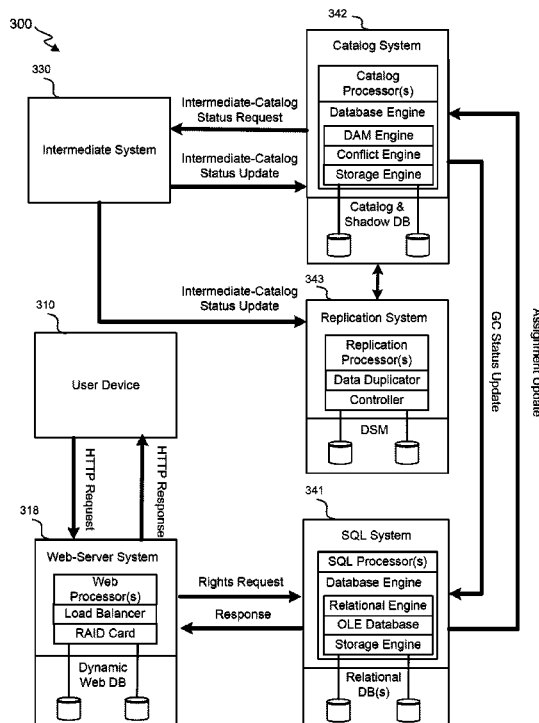 300
342
Catalog System
Catalog
Processor(s)
Database Engine
DAM Engine
Conflict Engine
Storage Engine
Catalog &
Shadow DB
330
Intermediate System
Intermediate-Catalog
Status Request
Intermediate-Catalog
Status Update
Intermediate-Catalog
Status Update
343
Replication System
Replication
Processor(s)
Data Duplicator
Controller
DSM
GC Status Update
Assignment Update
310
User Device
HTTP Request
HTTP Response
318
Web-Server System
Web
Processor(s)
Load Balancer
RAID Card
Dynamic
Web DB
Rights Request
Response
341
SQL System
SQL Processor(s)
Database Engine
Relational Engine
OLE Database
Storage Engine
Relational
DB(s)